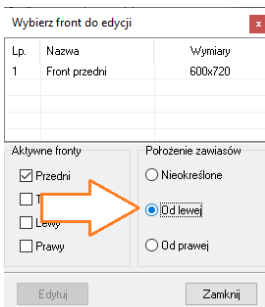 Wybierz front do edycji
Lp. Nazwa Wymiary
1 Front przedni 600x720
Aktywne fronty
Przedni
Lewy
Prawy
Położenie zawiasów
Nieokreślone
Od lewej
Od prawej
Edytuj
Zamknij